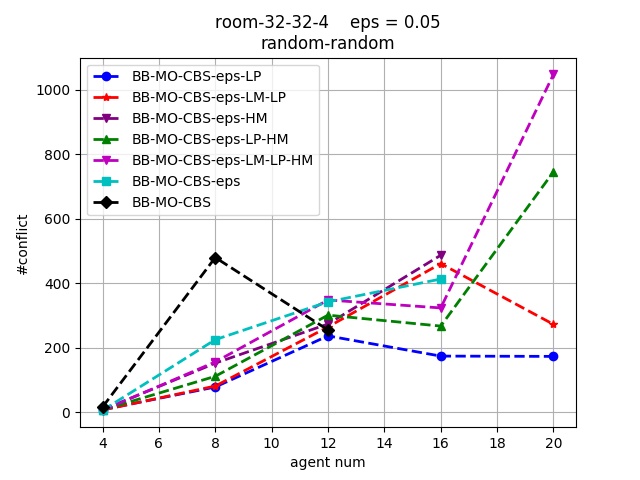 room-32-32-4    eps = 0.05
random-random
BB-MO-CBS-eps-LP
BB-MO-CBS-eps-LM-LP
BB-MO-CBS-eps-HM
BB-MO-CBS-eps-LP-HM
BB-MO-CBS-eps-LM-LP-HM
BB-MO-CBS-eps
BB-MO-CBS
#conflict
1000
800
600
400
200
0
4 6 8 10 12 14 16 18 20
agent num